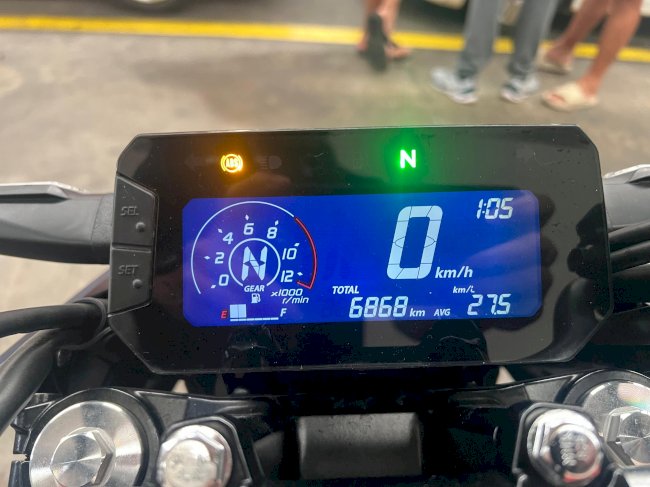 ABS
N
SEL
SET
0 2 4 6 8 10 12
N
GEAR
x1000
r/min
E F
0 km/h
1:05
TOTAL
6868 km
km/L
AVG 27.5